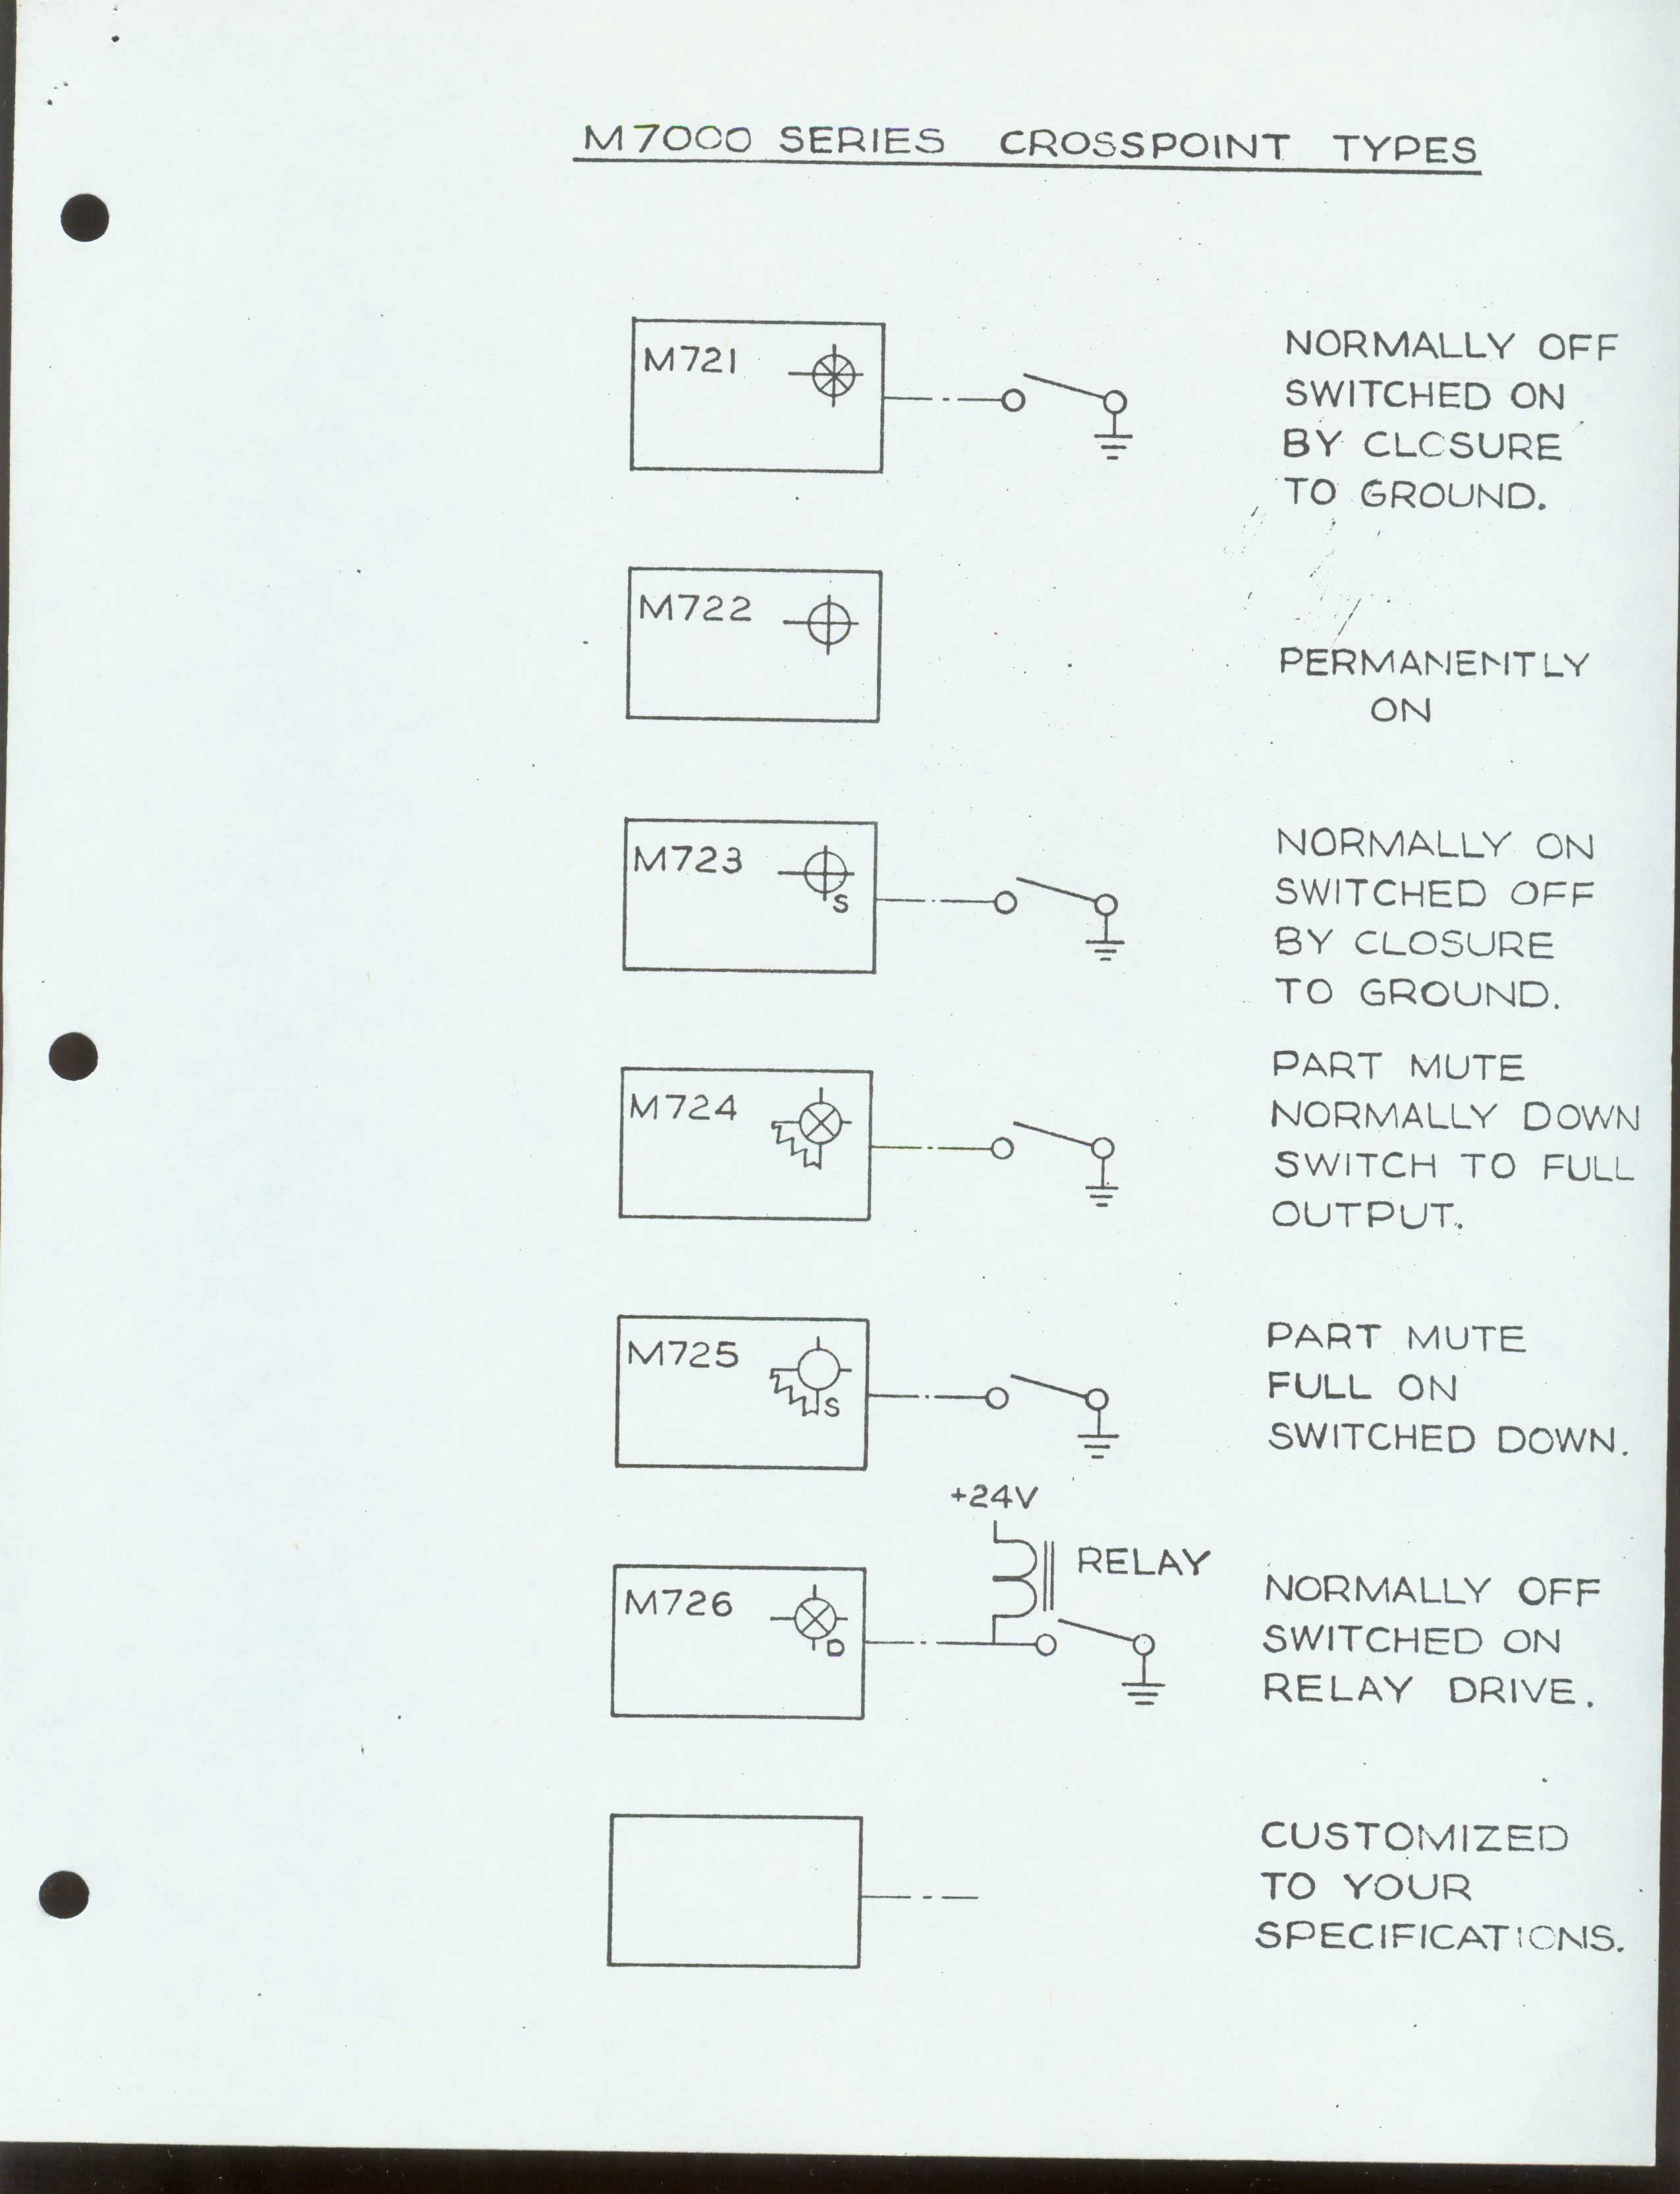 M7000 SERIES CROSSPOINT TYPES
M721
NORMALLY OFF
SWITCHED ON
BY CLOSURE
TO GROUND.
M722
PERMANENTLY
ON
M723
S
NORMALLY ON
SWITCHED OFF
BY CLOSURE
TO GROUND.
M724
PART MUTE
NORMALLY DOWN
SWITCH TO FULL
OUTPUT.
M725
S
PART MUTE
FULL ON
SWITCHED DOWN.
+24V
RELAY
M726
D
NORMALLY OFF
SWITCHED ON
RELAY DRIVE.
CUSTOMIZED
TO YOUR
SPECIFICATIONS.